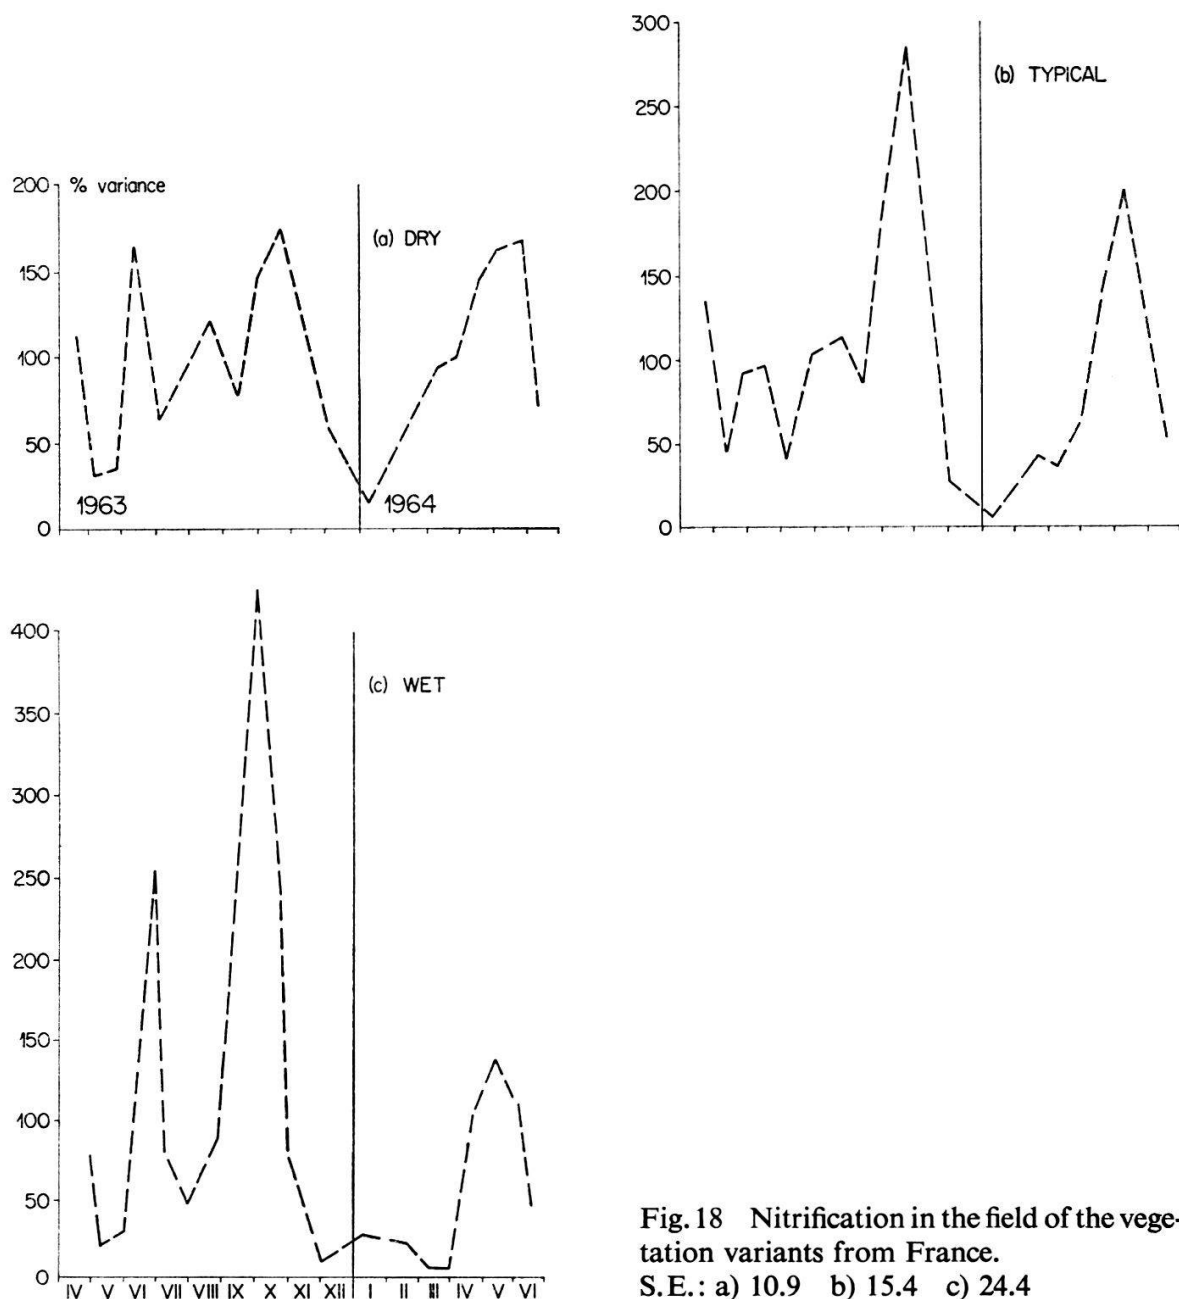 200
% variance
150
100
50
0
(a) DRY
1963
1964
300
250
200
150
100
50
0
(b) TYPICAL
400
350
300
250
200
150
100
50
0
(c) WET
IV V VI VII VIII IX X XI XII I II III IV V VI
Fig. 18 Nitrification in the field of the vege-
tation variants from France.
S.E.: a) 10.9 b) 15.4 c) 24.4